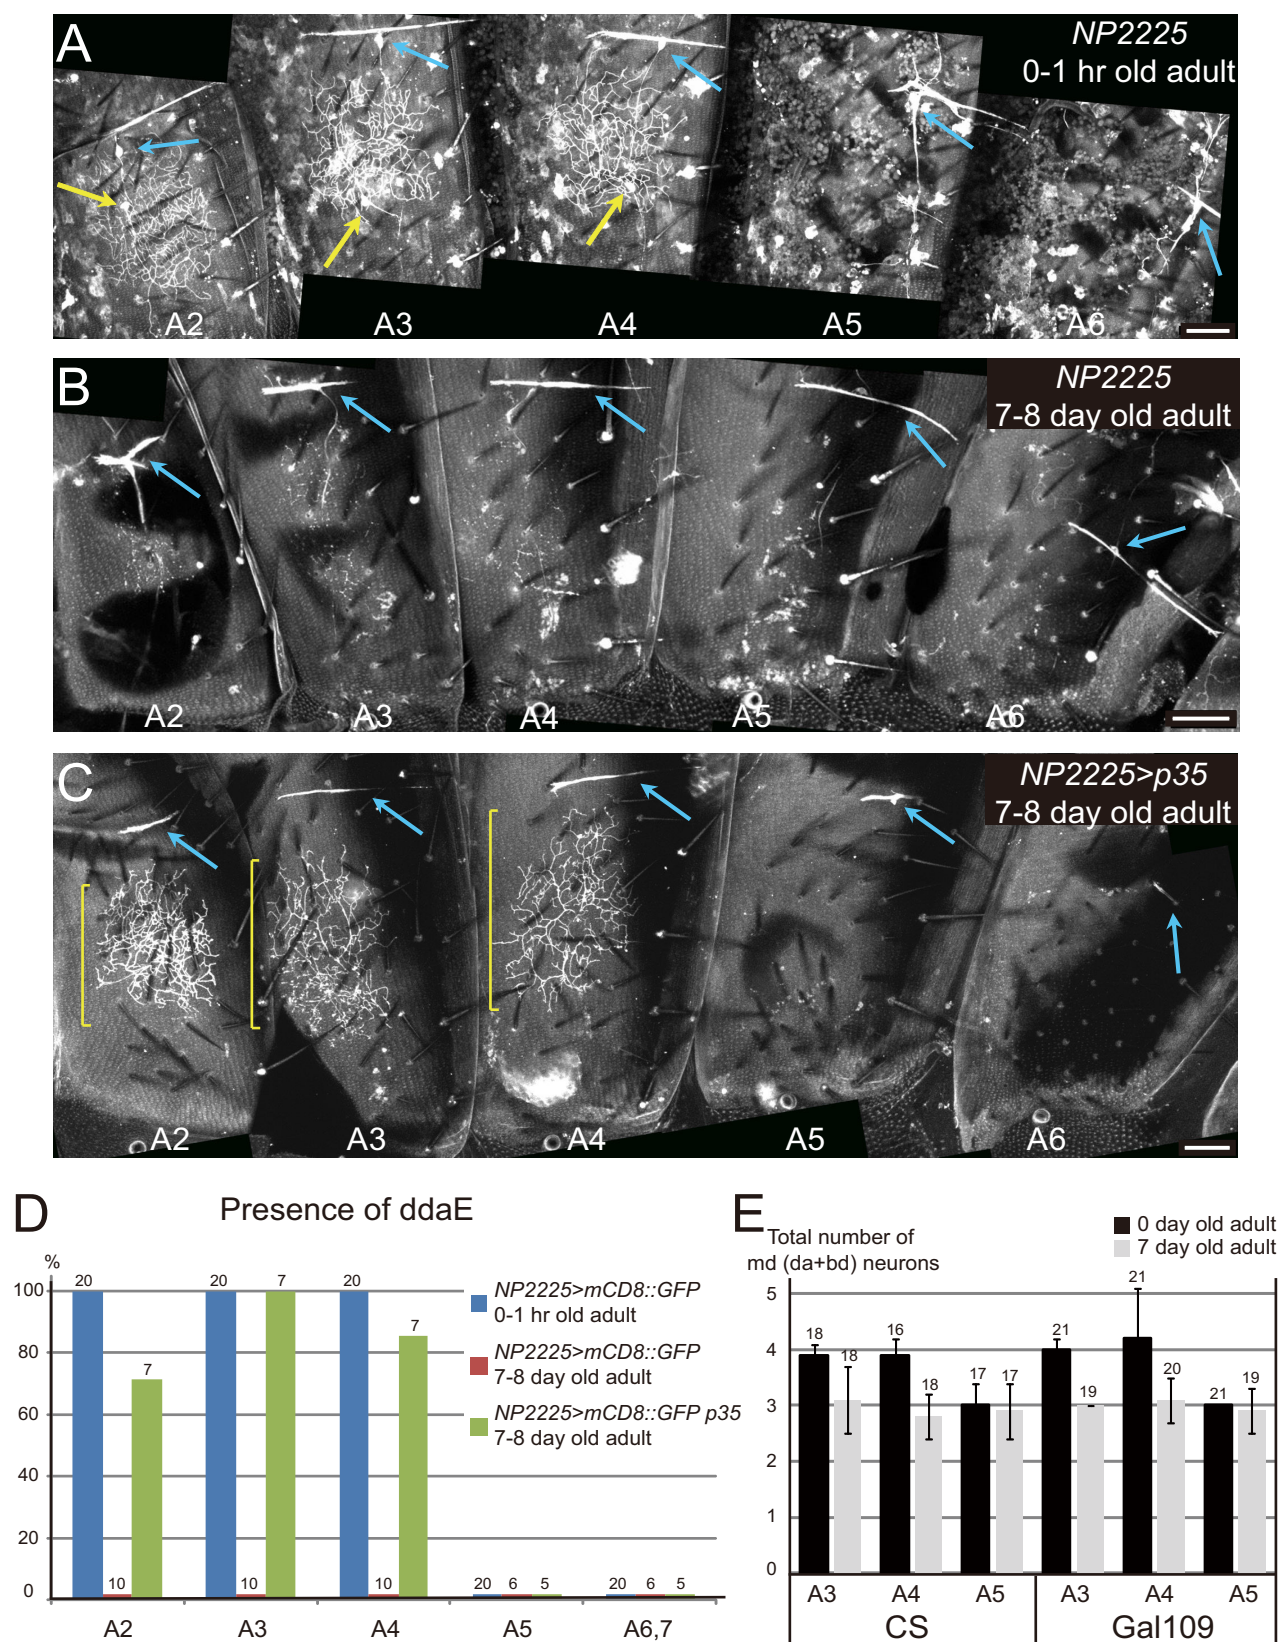 A
NP2225
0-1 hr old adult
A2
A3
A4
A5
A6
B
NP2225
7-8 day old adult
A2
A3
A4
A5
A6
C
NP2225>p35
7-8 day old adult
A2
A3
A4
A5
A6
D
Presence of ddaE
%
100
80
60
40
20
0
20
10
7
20
10
7
20
10
7
20
6
5
20
6
5
A2
A3
A4
A5
A6,7
NP2225>mCD8::GFP
0-1 hr old adult
NP2225>mCD8::GFP
7-8 day old adult
NP2225>mCD8::GFP p35
7-8 day old adult
E
Total number of
md (da+bd) neurons
0 day old adult
7 day old adult
5
4
3
2
1
0
18
18
16
18
17
17
21
19
21
20
21
19
A3
A4
A5
A3
A4
A5
CS
Gal109